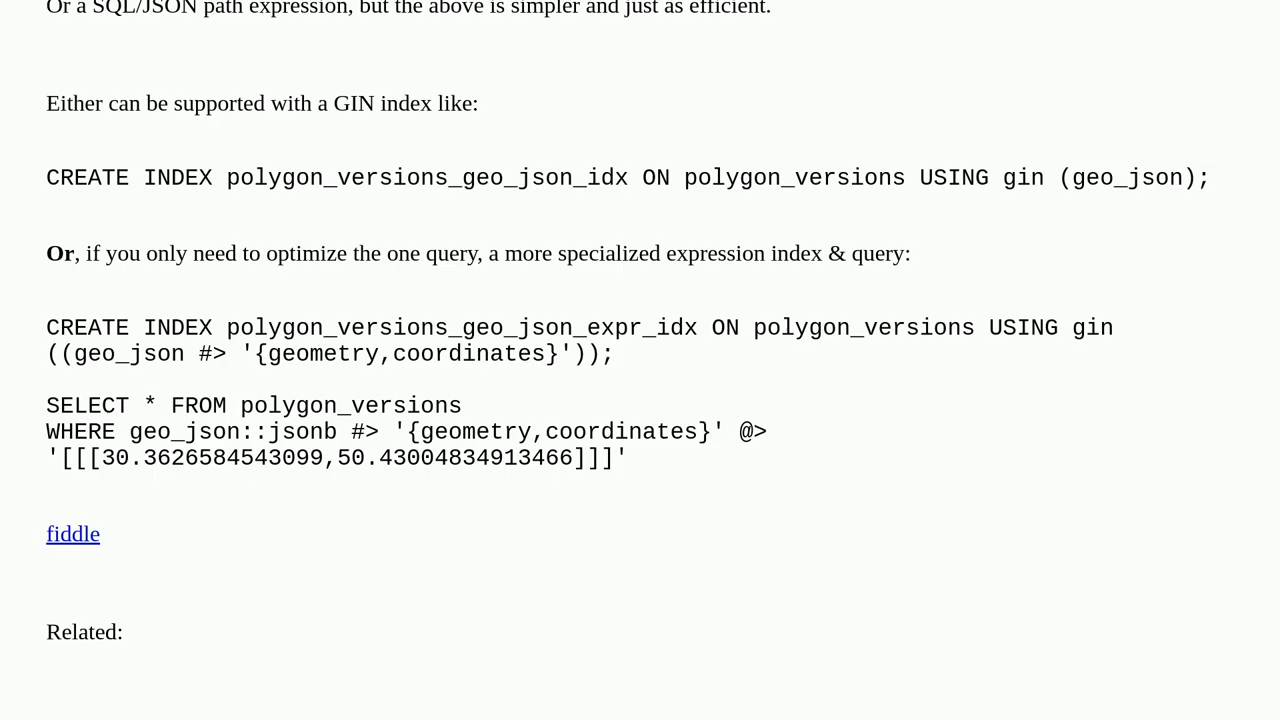 Or a SQL/JSON path expression, but the above is simpler and just as efficient.
Either can be supported with a GIN index like:
CREATE INDEX polygon_versions_geo_json_idx ON polygon_versions USING gin (geo_json);
Or, if you only need to optimize the one query, a more specialized expression index & query:
CREATE INDEX polygon_versions_geo_json_expr_idx ON polygon_versions USING gin
((geo_json #> '{geometry,coordinates}'));
SELECT * FROM polygon_versions
WHERE geo_json::jsonb #> '{geometry,coordinates}' @>
'[[[30.3626584543099,50.43004834913466]]]'
fiddle
Related: